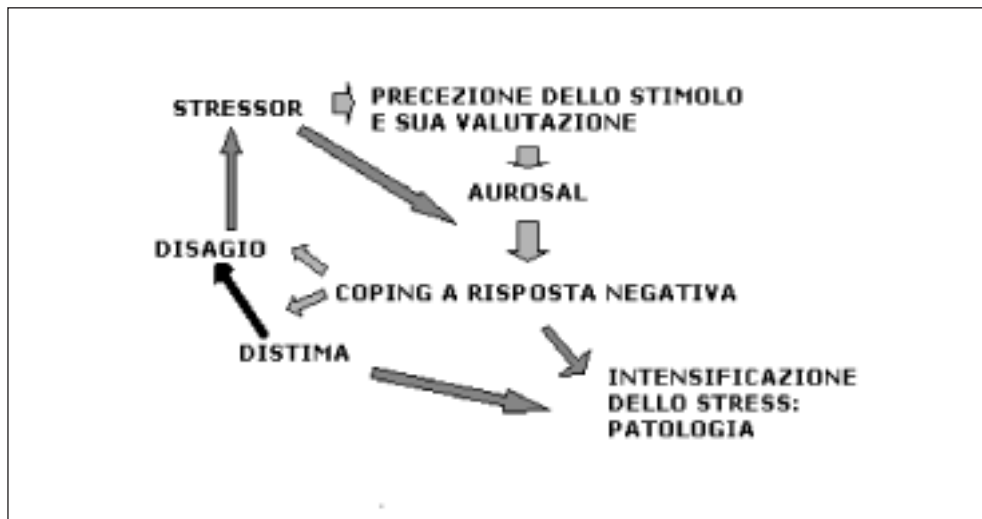 STRESSOR
PRECEZIONE DELLO STIMOLO
E SUA VALUTAZIONE
AUROSAL
DISAGIO
COPING A RISPOSTA NEGATIVA
DISTIMA
INTENSIFICAZIONE
DELLO STRESS:
PATOLOGIA